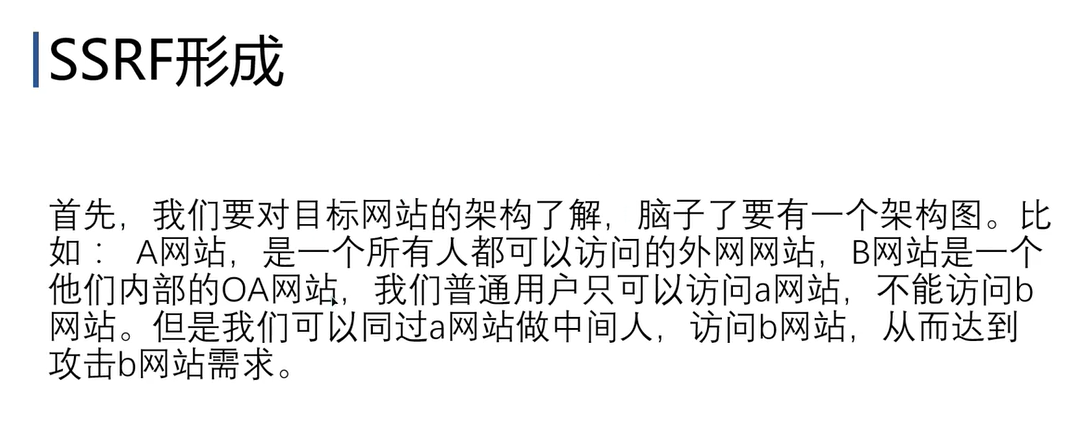 SSRF形成
首先，我们要对目标网站的架构了解，脑子了要有一个架构图。比
如： A网站，是一个所有人都可以访问的外网网站，B网站是一个
他们内部的OA网站，我们普通用户只可以访问a网站，不能访问b
网站。但是我们可以同过a网站做中间人，访问b网站，从而达到
攻击b网站需求。